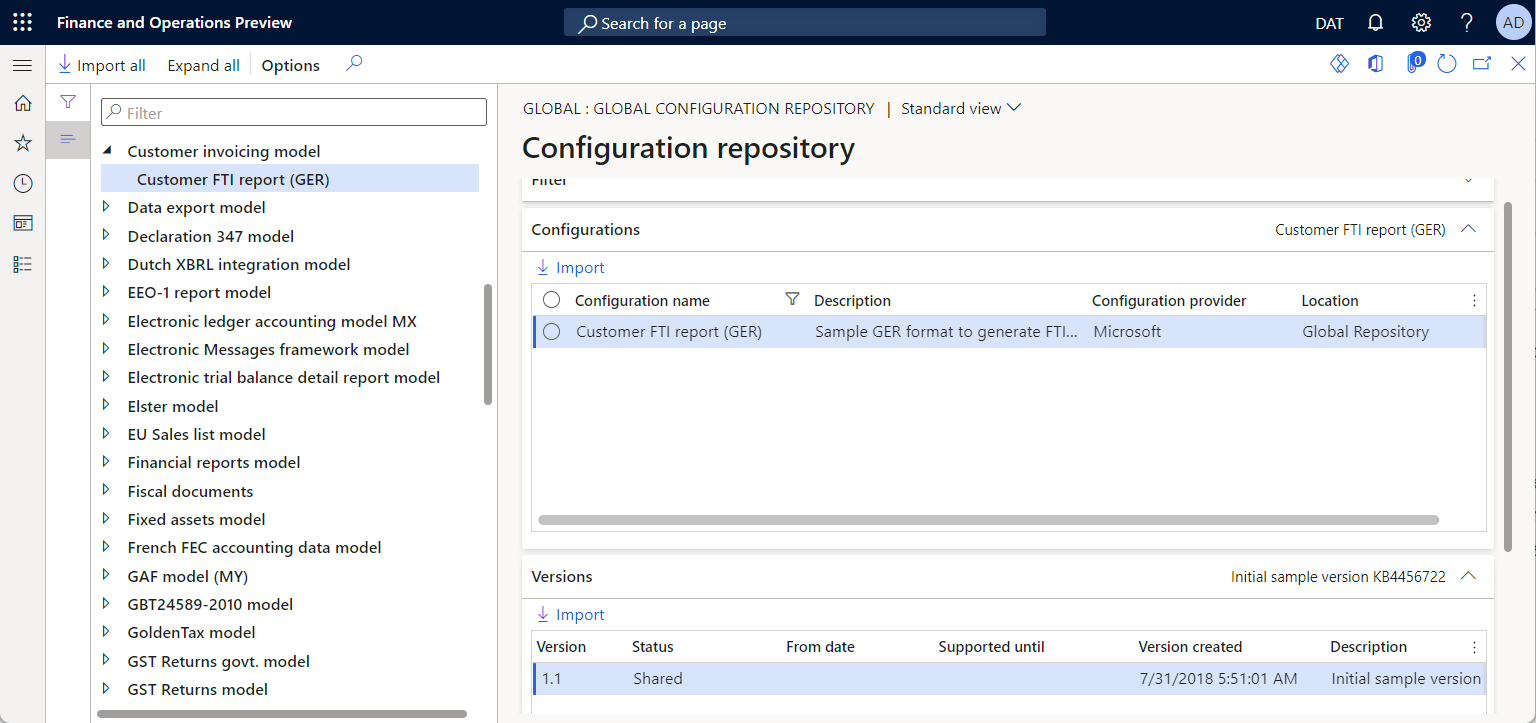 Finance and Operations Preview
Search for a page
DAT
AD
Import all
Expand all
Options
0
Filter
Customer invoicing model
Customer FTI report (GER)
Data export model
Declaration 347 model
Dutch XBRL integration model
EEO-1 report model
Electronic ledger accounting model MX
Electronic Messages framework model
Electronic trial balance detail report model
Elster model
EU Sales list model
Financial reports model
Fiscal documents
Fixed assets model
French FEC accounting data model
GAF model (MY)
GBT24589-2010 model
GoldenTax model
GST Returns govt. model
GST Returns model
GLOBAL : GLOBAL CONFIGURATION REPOSITORY | Standard view
Configuration repository
Filter
Configurations Customer FTI report (GER)
Import
Configuration name Description Configuration provider Location
Customer FTI report (GER) Sample GER format to generate FTI... Microsoft Global Repository
Versions Initial sample version KB4456722
Import
Version Status From date Supported until Version created Description
1.1 Shared 7/31/2018 5:51:01 AM Initial sample version